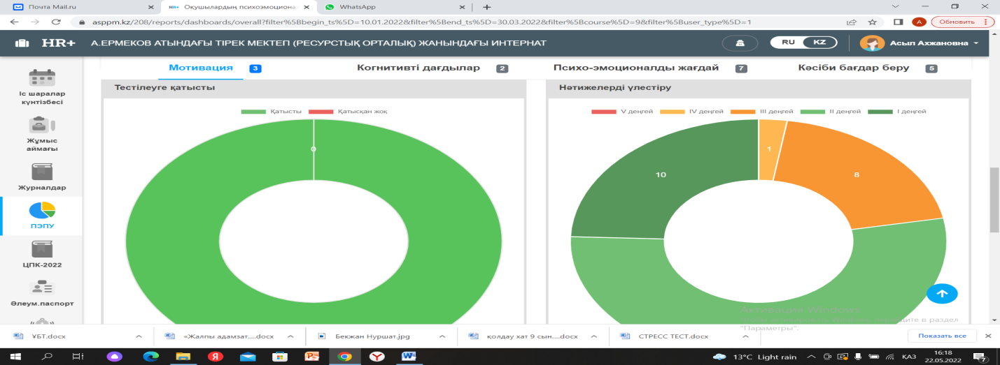 Почта Mail.ru
HR+ Оқушылардың психоэмоциона
WhatsApp
asppm.kz/208/reports/dashboards/overall?filter%5Bbegin_ts%5D=10.01.2022&filter%5Bend_ts%5D=30.03.2022&filter%5Bcourse%5D=9&filter%5Buser_type%5D=1
A
Обновить
HR+ А.ЕРМЕКОВ АТЫНДАҒЫ ТІРЕК МЕКТЕП (РЕСУРСТЫҚ ОРТАЛЫҚ) ЖАНЫНДАҒЫ ИНТЕРНАТ
RU KZ
Асыл Ахжановна
Іс шаралар
күнтізбесі
Жұмыс
аймағы
Журналдар
ПЭПУ
ЦПК-2022
Әлеум.паспорт
Мотивация 3
Когнитивті дағдылар 2
Психо-эмоционалды жағдай 7
Кәсіби бағдар беру 5
Тестілеуге қатысты
Қатысты Қатысқан жоқ
0
Нәтижелерді үлестіру
V деңгей IV деңгей III деңгей II деңгей I деңгей
1
10
8
Активация Windows
дите в раздел
"Параметры".
ҰБТ.docx
«Жалпы адамзат....docx
Бекжан Нуршат.jpg
қолдау хат 9 сын....docx
СТРЕСС ТЕСТ.docx
Показать все
13°C Light rain
ҚАЗ
16:18
22.05.2022
7